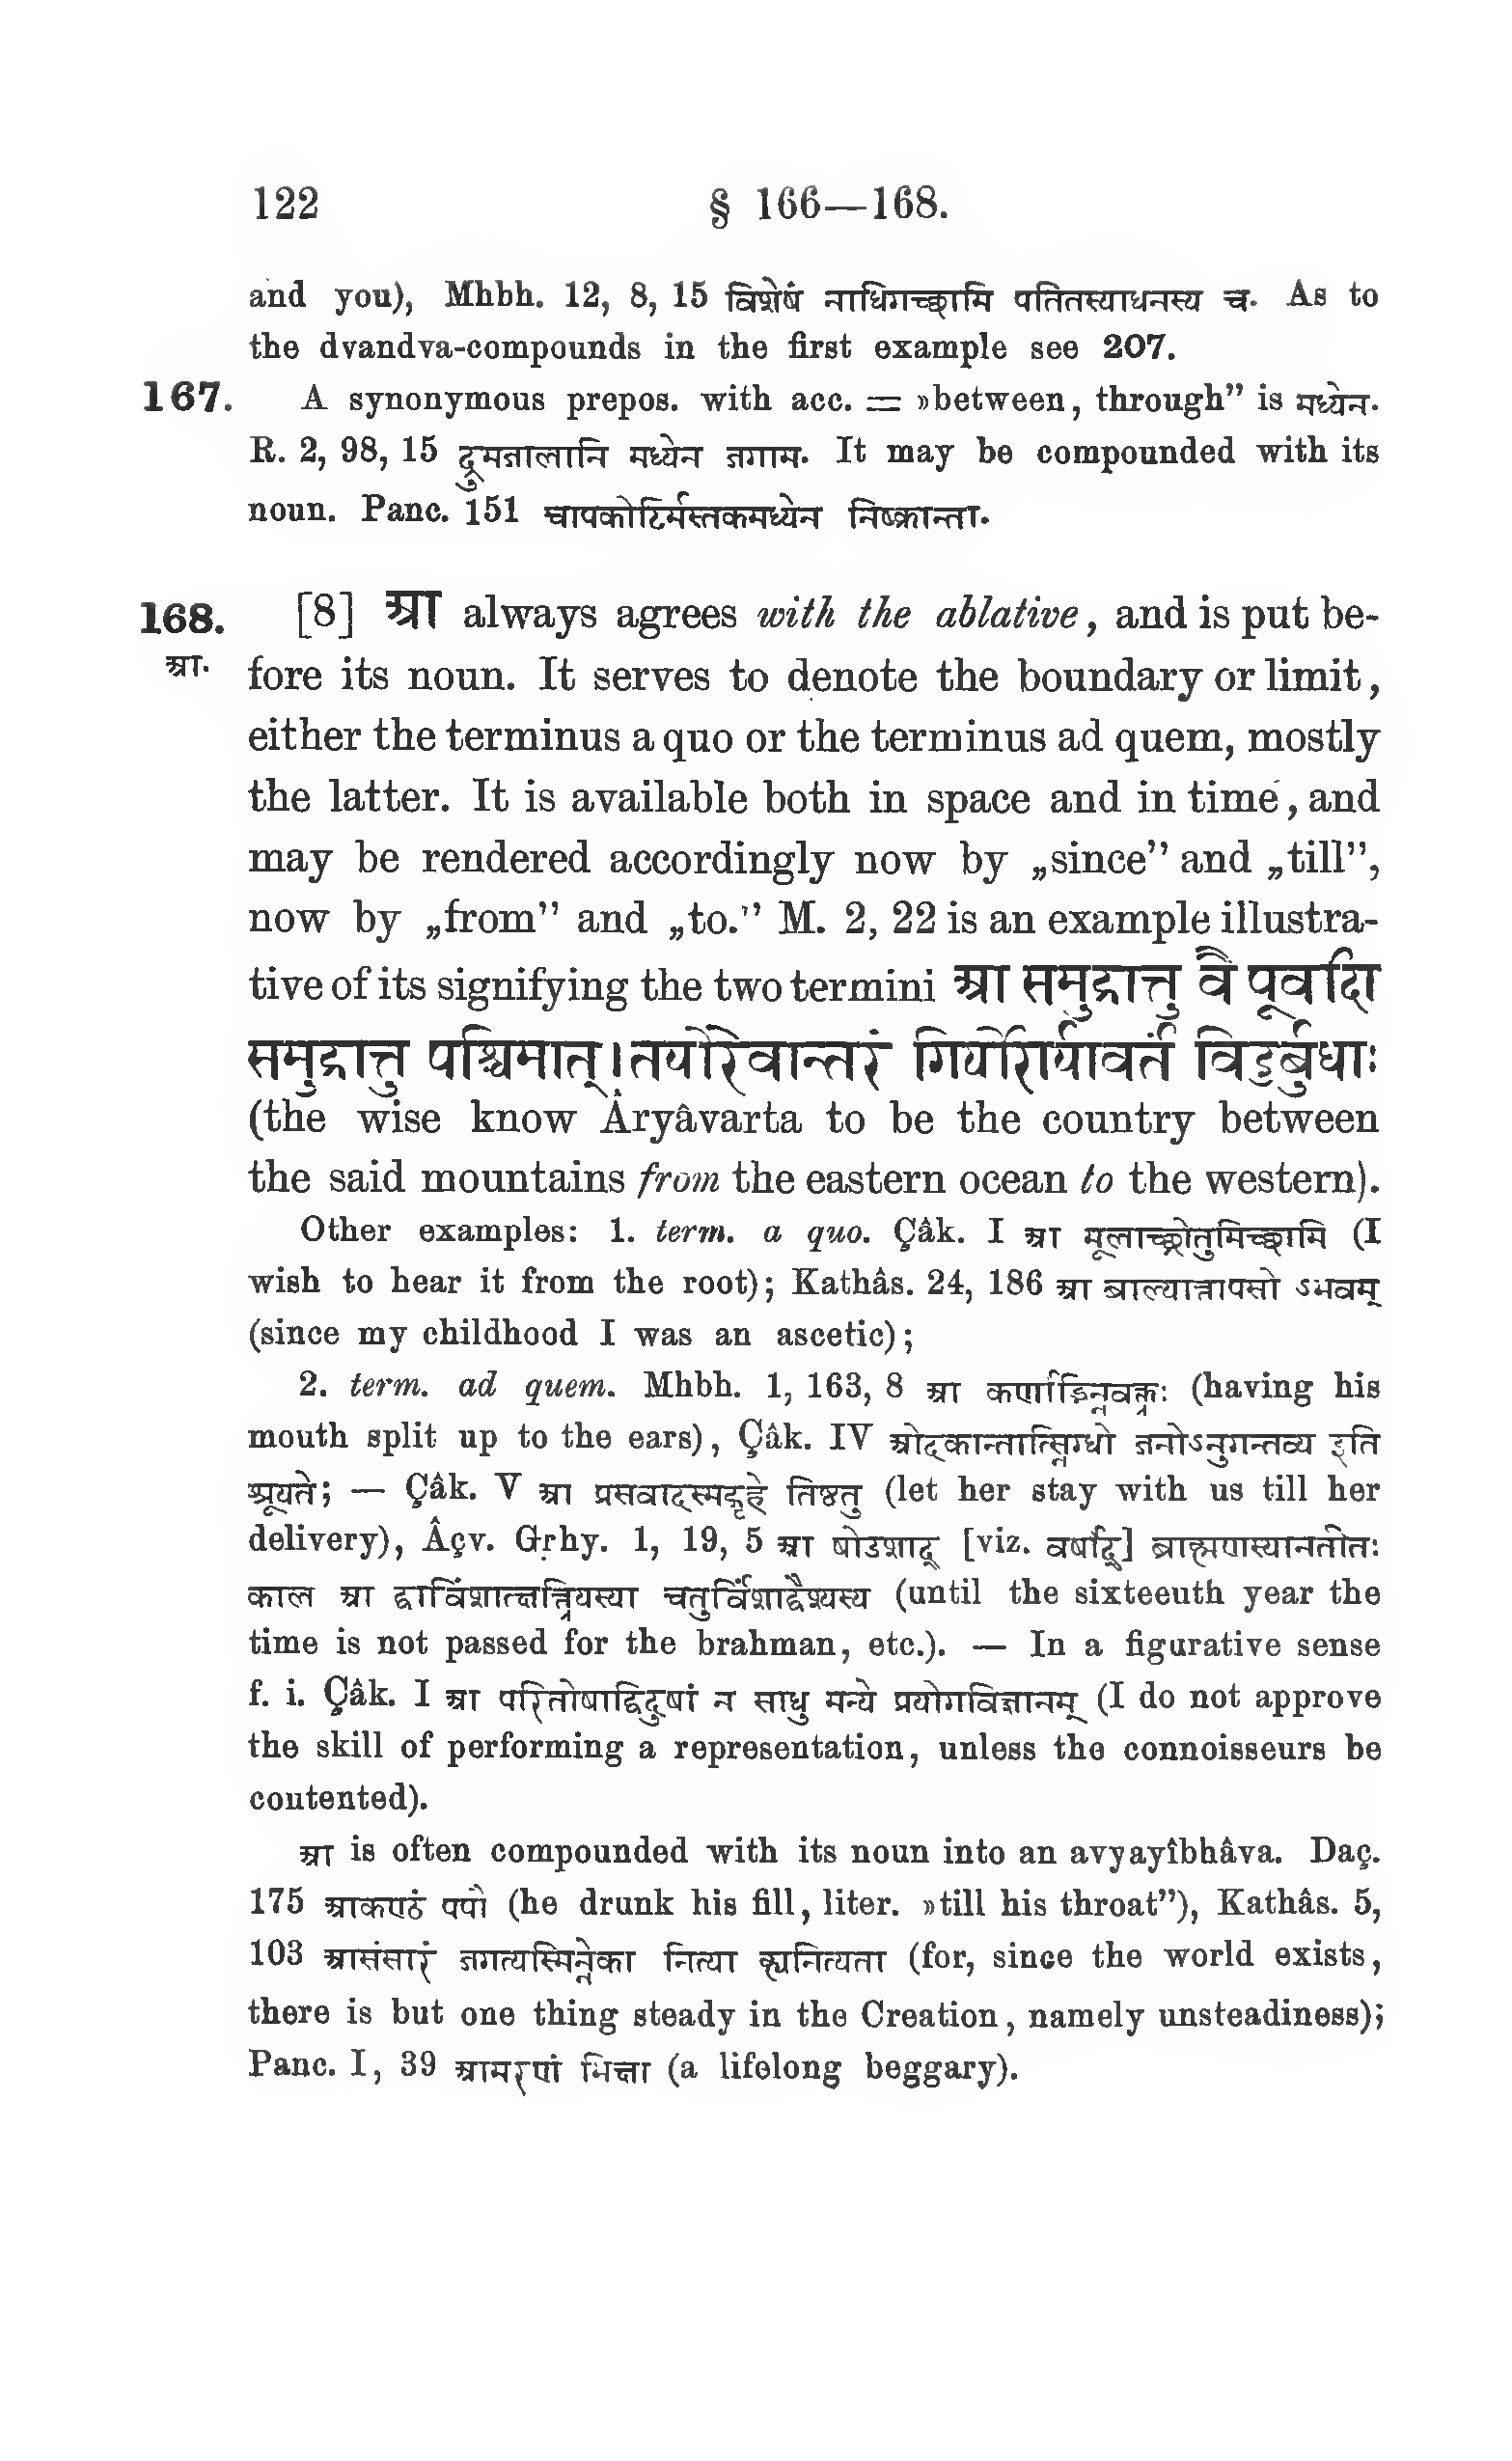 122 § 166—168.
and you), Mhbh. 12, 8, 15 विशेषं नाधिगच्छामि पतितस्याधनस्य च. As to
the dvandva-compounds in the first example see 207.
167. A synonymous prepos. with acc. = »between, through” is मध्येन.
R. 2, 98, 15 द्रुमजालानि मध्येन जगाम. It may be compounded with its
noun. Panc. 151 चापकोटिर्मस्तकमध्येन निष्क्रान्ता.
168. [8] आ always agrees with the ablative, and is put be-
आ. fore its noun. It serves to denote the boundary or limit,
either the terminus a quo or the terminus ad quem, mostly
the latter. It is available both in space and in time, and
may be rendered accordingly now by „since” and „till”,
now by „from” and „to.” M. 2, 22 is an example illustra-
tive of its signifying the two termini आ समुद्रात्तु वै पूर्वादा
समुद्रात्तु पश्चिमात्।तयोरेवान्तरं गिर्योरार्यावर्तं विडर्बुधाः
(the wise know Âryâvarta to be the country between
the said mountains from the eastern ocean to the western).
Other examples: 1. term. a quo. Çâk. I आ मूलाच्छ्रोतुमिच्छामि (I
wish to hear it from the root); Kathâs. 24, 186 आ बाल्यात्तापसो ऽभवम्
(since my childhood I was an ascetic);
2. term. ad quem. Mhbh. 1, 163, 8 आ कर्णाद्भिन्नवक्त्रः (having his
mouth split up to the ears), Çâk. IV ओदकान्तात्स्निग्धो जनोऽनुगन्तव्य इति
श्रूयते; — Çâk. V आ प्रसवादस्मद्गृहे तिष्ठतु (let her stay with us till her
delivery), Âçv. Gṛhy. 1, 19, 5 आ षोडशाद् [viz. वर्षाद्] ब्राह्मणस्यानतीतः
काल आ द्वाविंशात्क्षत्रियस्या चतुर्विंशाद्वैश्यस्य (until the sixteeuth year the
time is not passed for the brahman, etc.). — In a figurative sense
f. i. Çâk. I आ परितोषाद्विदुषां न साधु मन्ये प्रयोगविज्ञानम् (I do not approve
the skill of performing a representation, unless the connoisseurs be
coutented).
आ is often compounded with its noun into an avyayîbhâva. Daç.
175 आकण्ठं पपौ (he drunk his fill, liter. »till his throat”), Kathâs. 5,
103 आसंसारं जगत्यस्मिन्नेका नित्या ह्यनित्यता (for, since the world exists,
there is but one thing steady in the Creation, namely unsteadiness);
Panc. I, 39 आमरणं भिक्षा (a lifelong beggary).